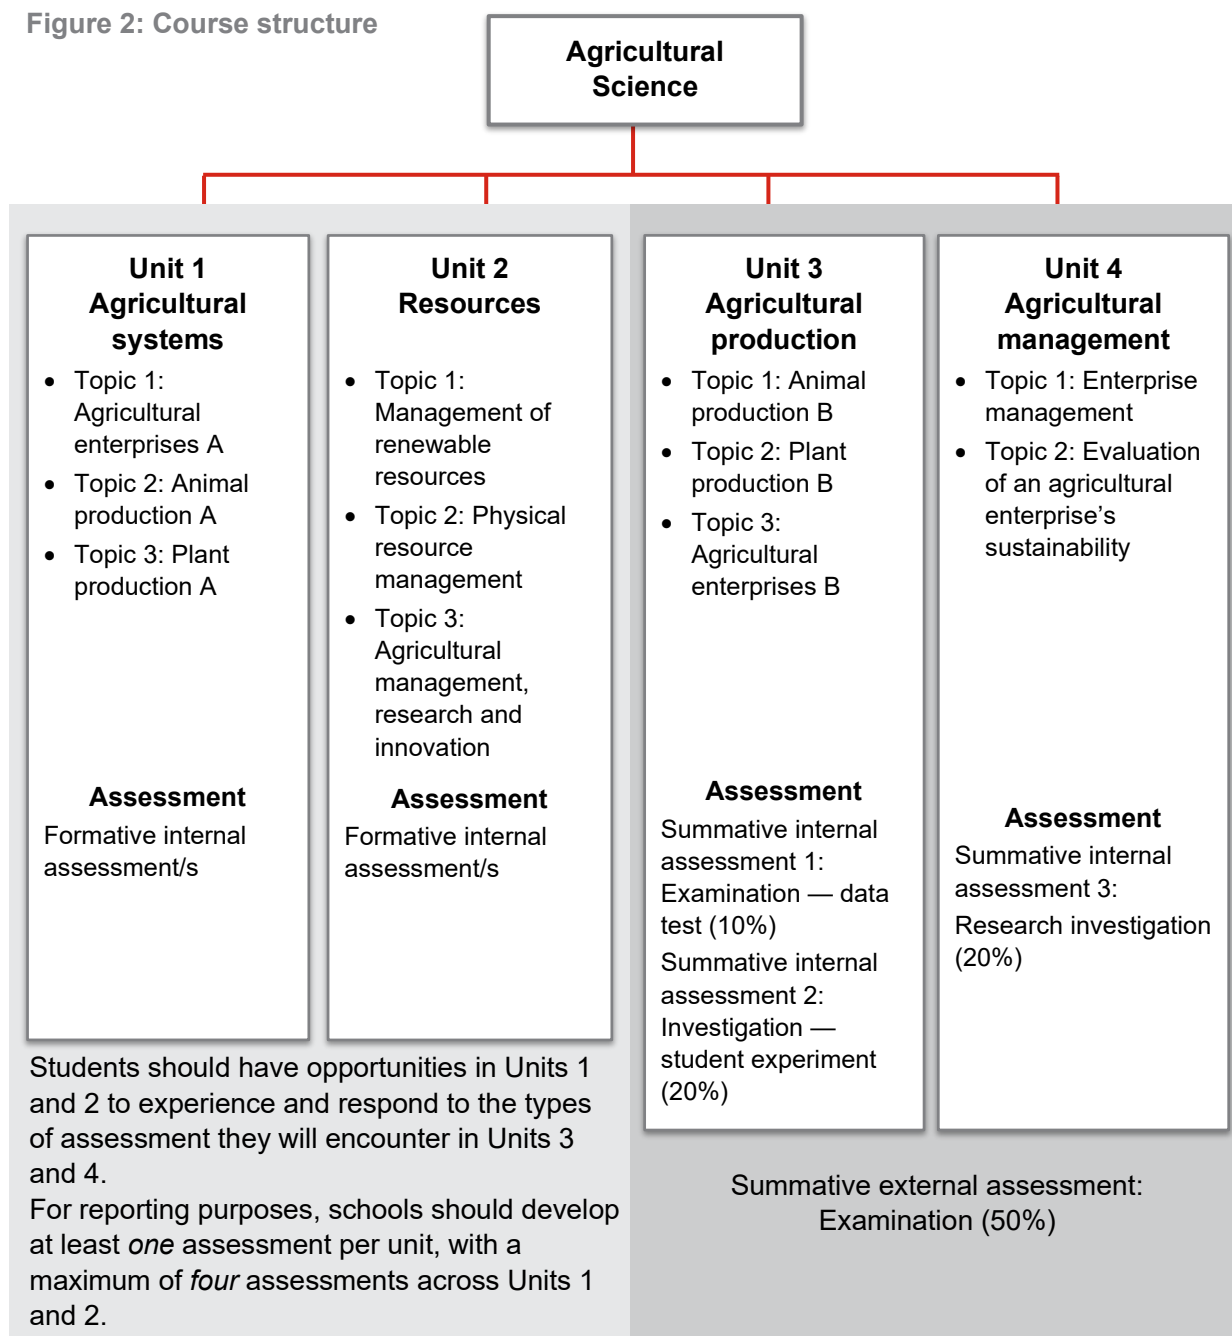 Figure 2: Course structure
Agricultural
Science
Unit 1
Agricultural
systems
• Topic 1:
Agricultural
enterprises A
• Topic 2: Animal
production A
• Topic 3: Plant
production A
Assessment
Formative internal
assessment/s
Unit 2
Resources
• Topic 1:
Management of
renewable
resources
• Topic 2: Physical
resource
management
• Topic 3:
Agricultural
management,
research and
innovation
Assessment
Formative internal
assessment/s
Unit 3
Agricultural
production
• Topic 1: Animal
production B
• Topic 2: Plant
production B
• Topic 3:
Agricultural
enterprises B
Assessment
Summative internal
assessment 1:
Examination — data
test (10%)
Summative internal
assessment 2:
Investigation —
student experiment
(20%)
Unit 4
Agricultural
management
• Topic 1: Enterprise
management
• Topic 2: Evaluation
of an agricultural
enterprise’s
sustainability
Assessment
Summative internal
assessment 3:
Research investigation
(20%)
Students should have opportunities in Units 1
and 2 to experience and respond to the types
of assessment they will encounter in Units 3
and 4.
For reporting purposes, schools should develop
at least one assessment per unit, with a
maximum of four assessments across Units 1
and 2.
Summative external assessment:
Examination (50%)